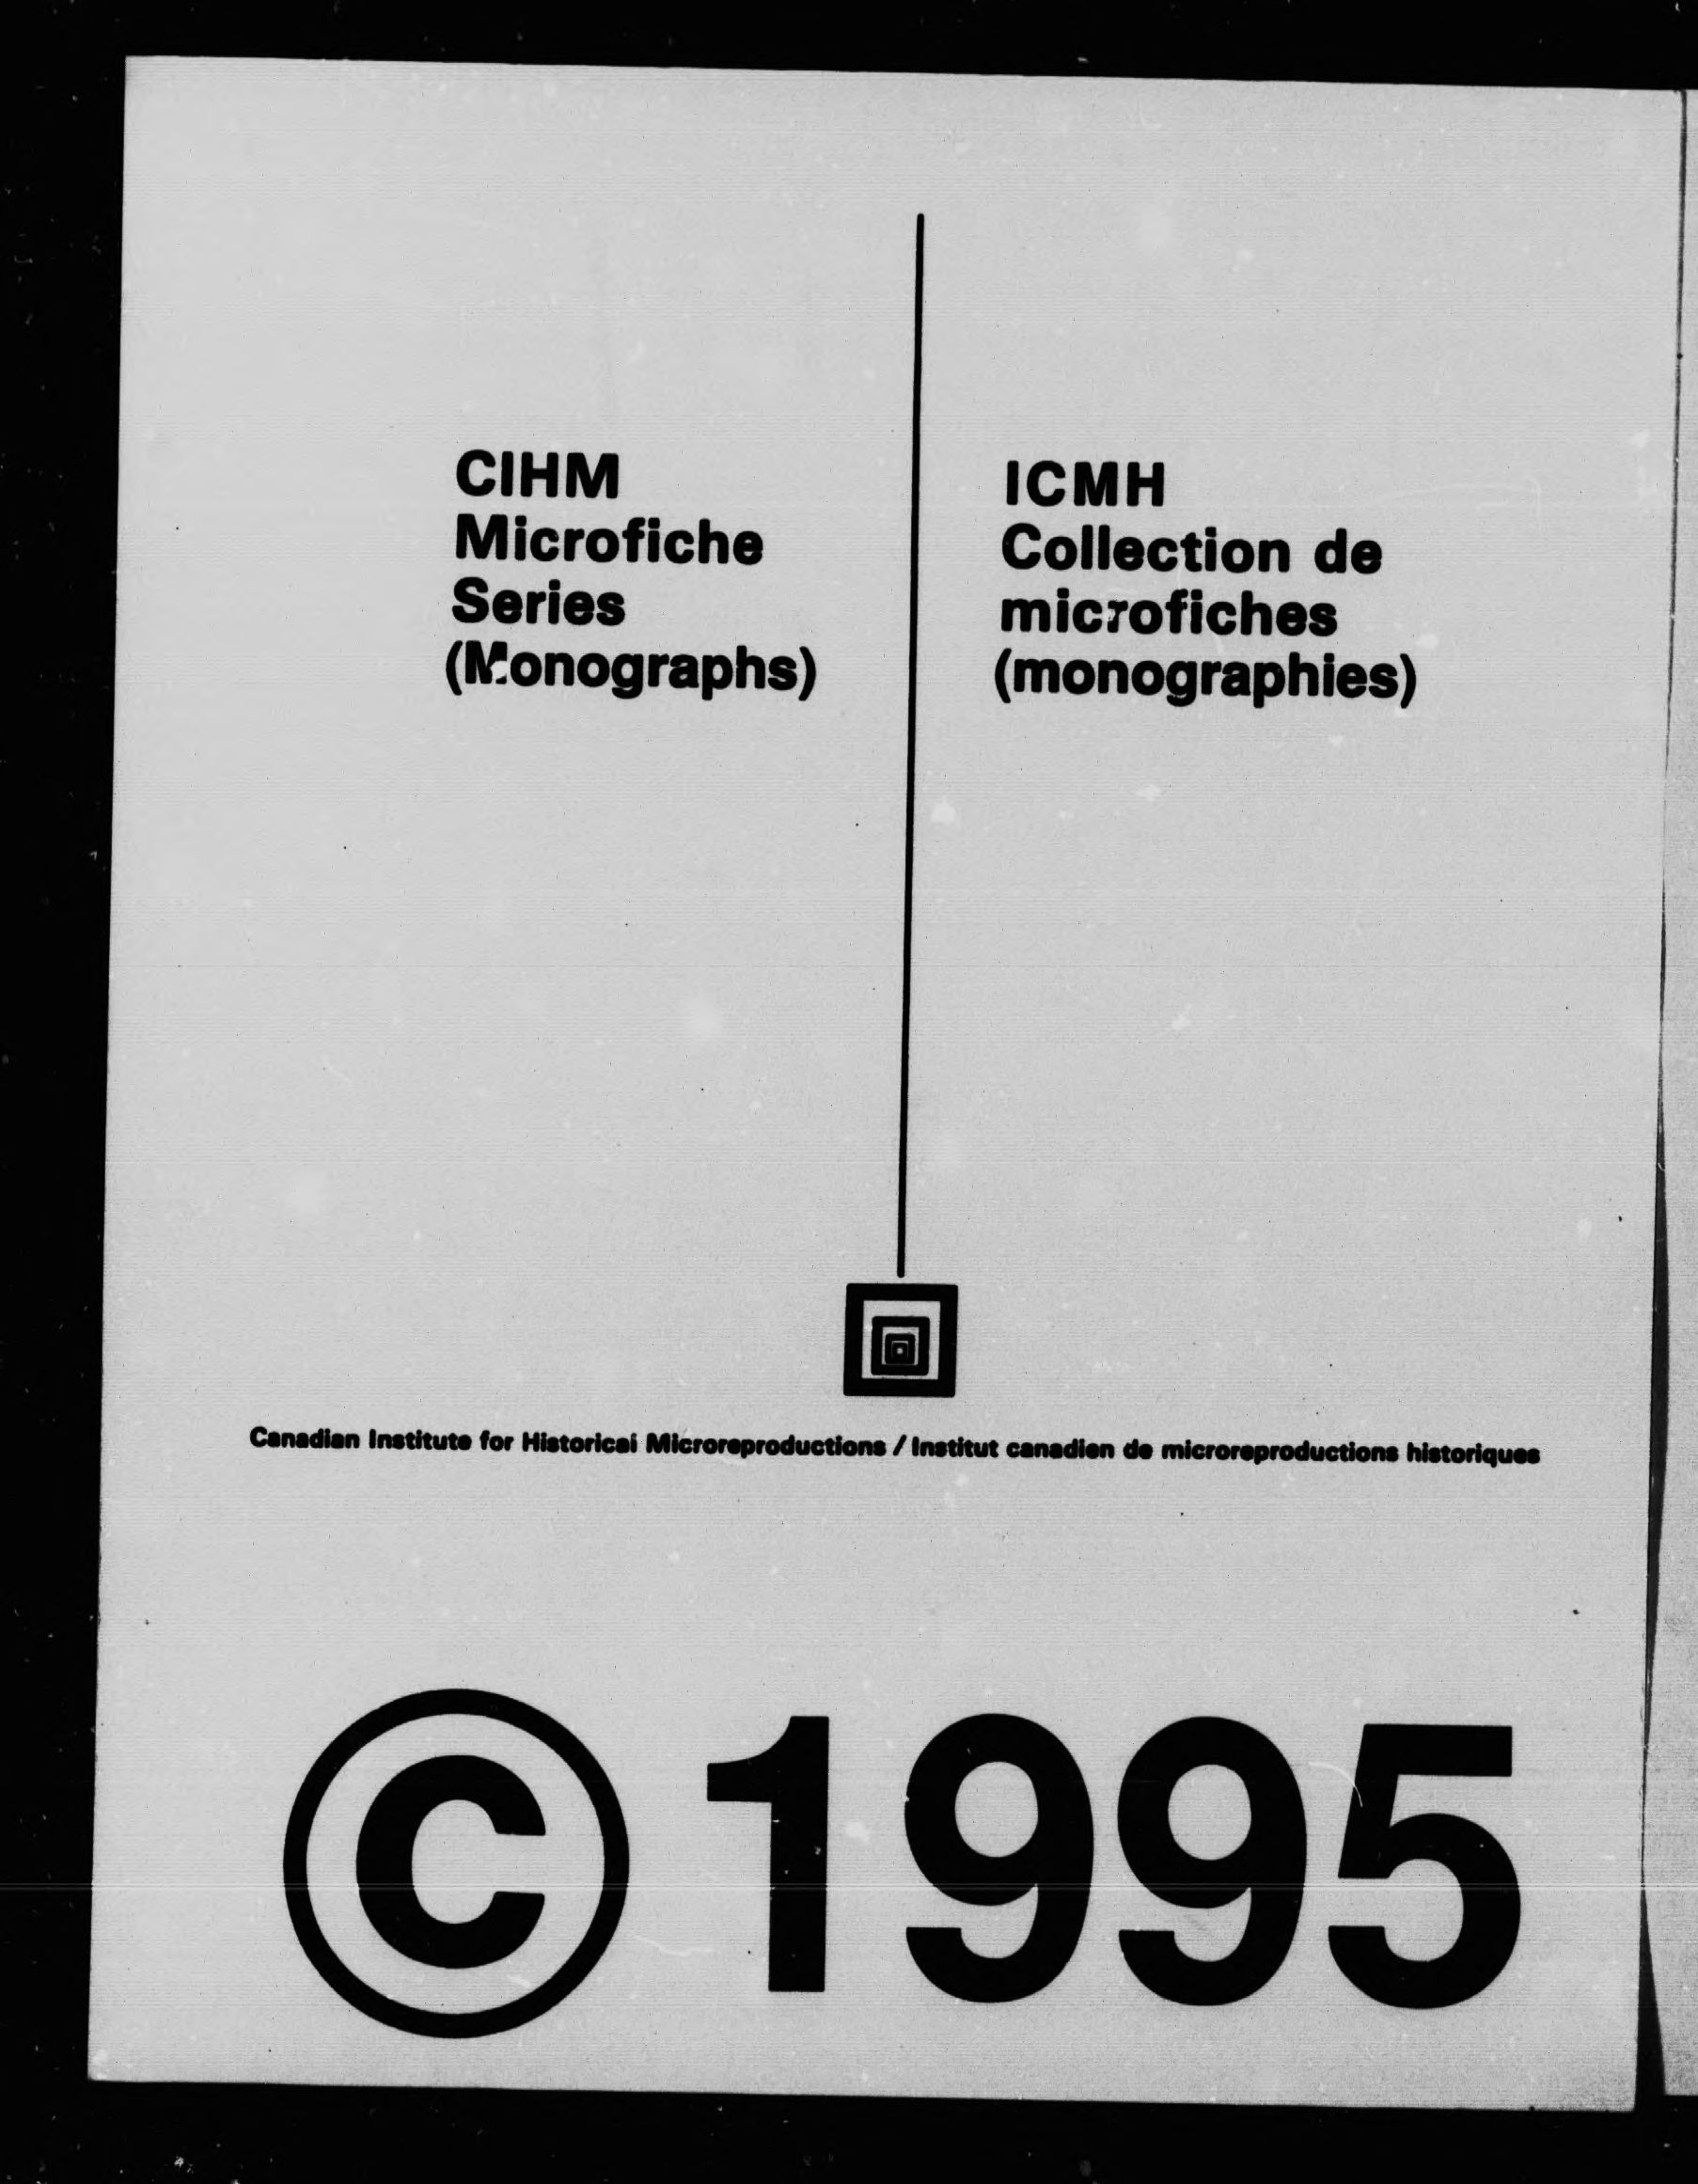 CIHM
Microfiche
Series
(Monographs)
ICMH
Collection de
microfiches
(monographies)
Canadian Institute for Historical Microreproductions / Institut canadien de microreproductions historiques
© 1995